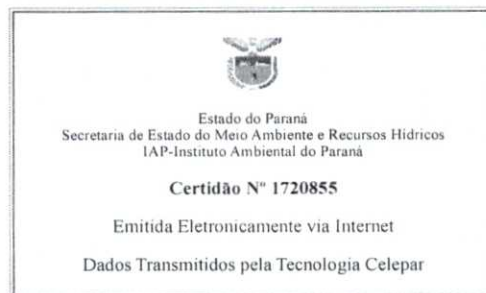 Estado do Paraná
Secretaria de Estado do Meio Ambiente e Recursos Hídricos
IAP-Instituto Ambiental do Paraná
Certidão Nº 1720855
Emitida Eletronicamente via Internet
Dados Transmitidos pela Tecnologia Celepar